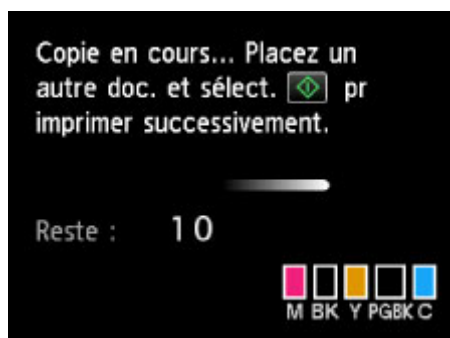 Copie en cours... Placez un
autre doc. et sélect. pr
imprimer successivement.
Reste : 10
M BK Y PGBK C